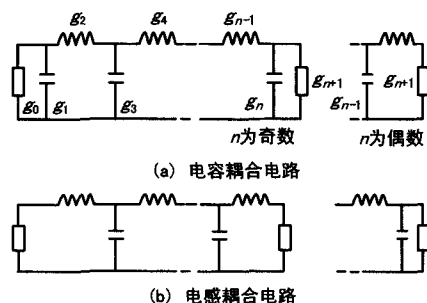 g2 g4 gn-1
g0 g1 g3 gn gn+1 gn-1 gn+1
n为奇数 n为偶数
(a) 电容耦合电路
(b) 电感耦合电路